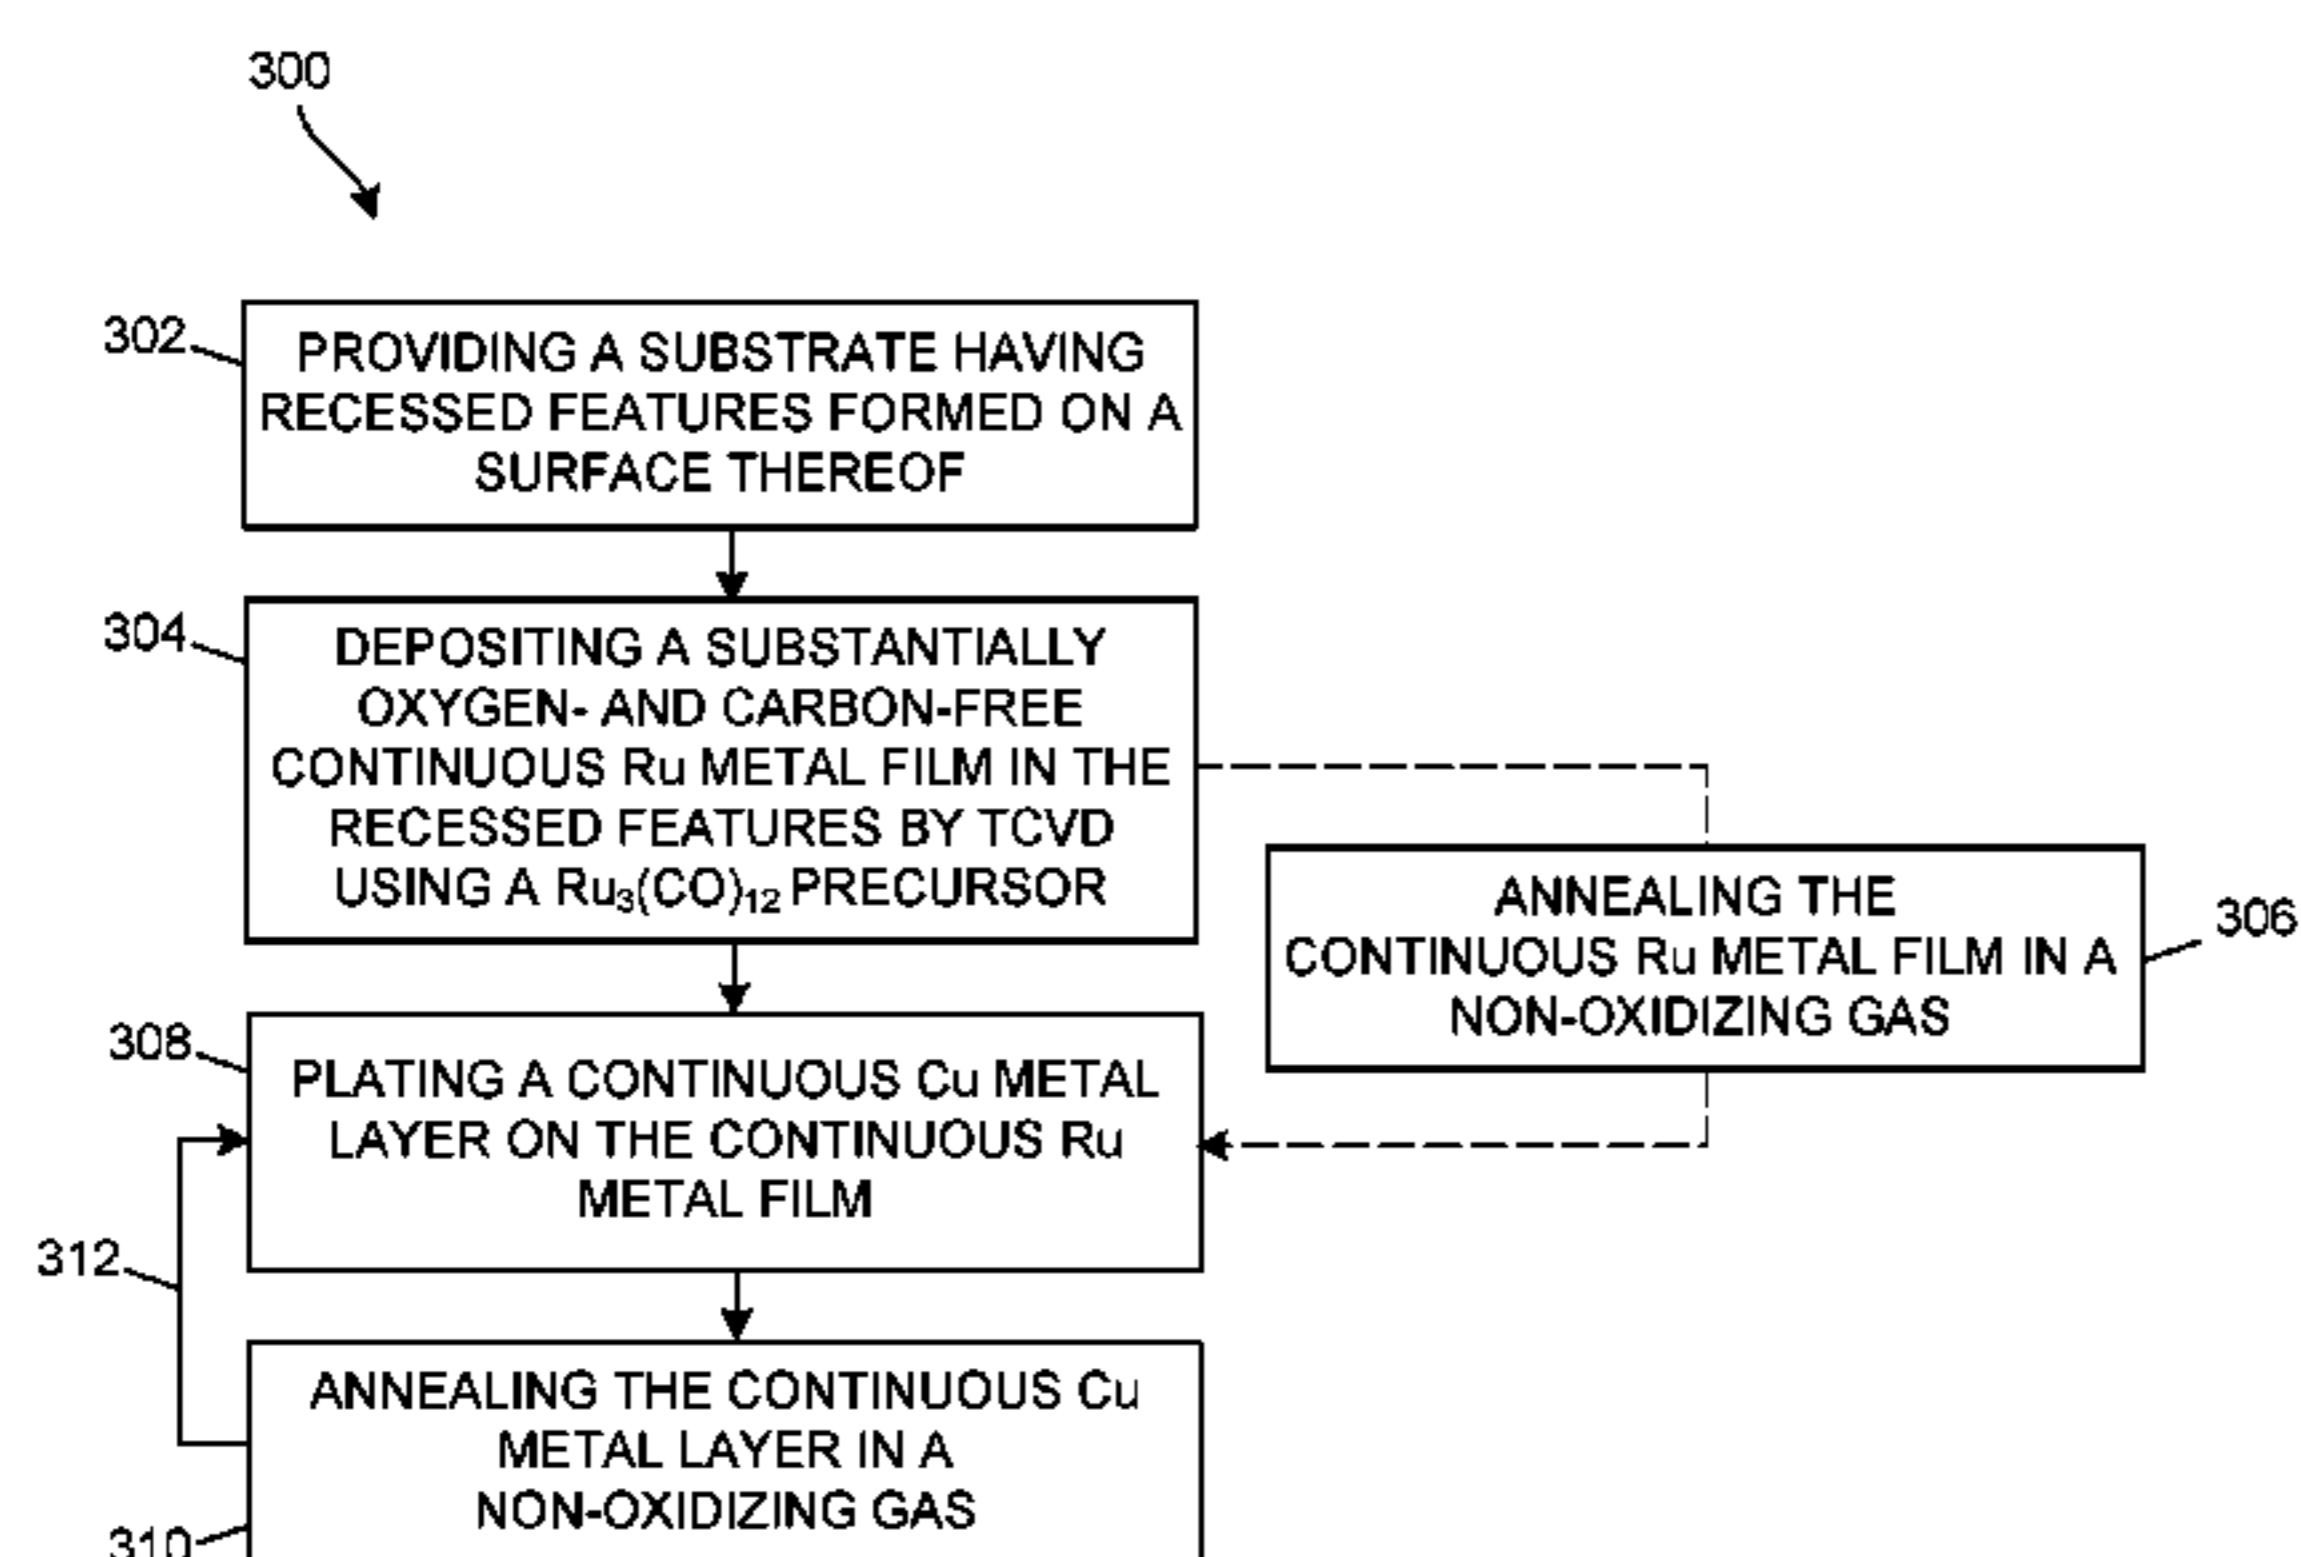 300
302
PROVIDING A SUBSTRATE HAVING
RECESSED FEATURES FORMED ON A
SURFACE THEREOF
304
DEPOSITING A SUBSTANTIALLY
OXYGEN- AND CARBON-FREE
CONTINUOUS Ru METAL FILM IN THE
RECESSED FEATURES BY TCVD
USING A Ru₃(CO)₁₂ PRECURSOR
ANNEALING THE
CONTINUOUS Ru METAL FILM IN A
NON-OXIDIZING GAS
306
308
PLATING A CONTINUOUS Cu METAL
LAYER ON THE CONTINUOUS Ru
METAL FILM
312
ANNEALING THE CONTINUOUS Cu
METAL LAYER IN A
NON-OXIDIZING GAS
310